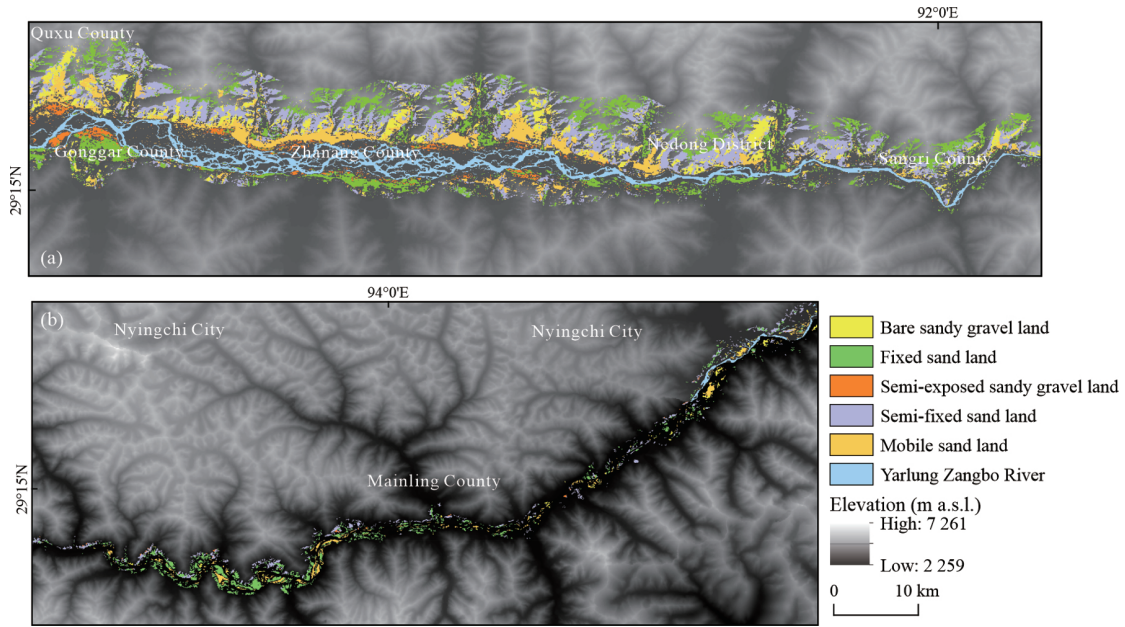 92°0'E
Quxu County
Gonggar County
Zhanang County
Nedong District
Sangri County
29°15'N
(a)
94°0'E
(b)
Nyingchi City
Nyingchi City
Mainling County
29°15'N
Bare sandy gravel land
Fixed sand land
Semi-exposed sandy gravel land
Semi-fixed sand land
Mobile sand land
Yarlung Zangbo River
Elevation (m a.s.l.)
High: 7 261
Low: 2 259
0 10 km